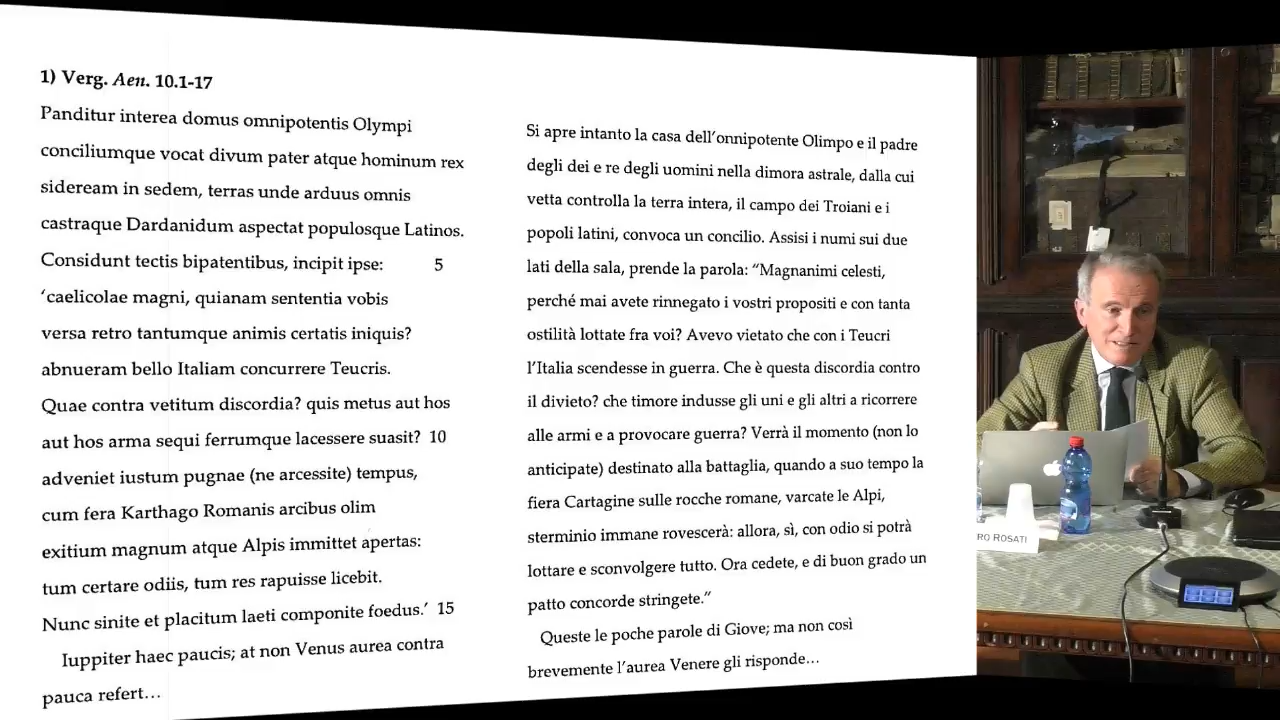 1) Verg. Aen. 10.1-17
Panditur interea domus omnipotentis Olympi
conciliumque vocat divum pater atque hominum rex
sideream in sedem, terras unde arduus omnis
castraque Dardanidum aspectat populosque Latinos.
Considunt tectis bipatentibus, incipit ipse: 5
‘caelicolae magni, quianam sententia vobis
versa retro tantumque animis certatis iniquis?
abnueram bello Italiam concurrere Teucris.
Quae contra vetitum discordia? quis metus aut hos
aut hos arma sequi ferrumque lacessere suasit? 10
adveniet iustum pugnae (ne arcessite) tempus,
cum fera Karthago Romanis arcibus olim
exitium magnum atque Alpis immittet apertas:
tum certare odiis, tum res rapuisse licebit.
Nunc sinite et placitum laeti componite foedus.’ 15
Iuppiter haec paucis; at non Venus aurea contra
pauca refert…
Si apre intanto la casa dell’onnipotente Olimpo e il padre
degli dei e re degli uomini nella dimora astrale, dalla cui
vetta controlla la terra intera, il campo dei Troiani e i
popoli latini, convoca un concilio. Assisi i numi sui due
lati della sala, prende la parola: “Magnanimi celesti,
perché mai avete rinnegato i vostri propositi e con tanta
ostilità lottate fra voi? Avevo vietato che con i Teucri
l’Italia scendesse in guerra. Che è questa discordia contro
il divieto? che timore indusse gli uni e gli altri a ricorrere
alle armi e a provocare guerra? Verrà il momento (non lo
anticipate) destinato alla battaglia, quando a suo tempo la
fiera Cartagine sulle rocche romane, varcate le Alpi,
sterminio immane rovescerà: allora, sì, con odio si potrà
lottare e sconvolgere tutto. Ora cedete, e di buon grado un
patto concorde stringete.”
Queste le poche parole di Giove; ma non così
brevemente l’aurea Venere gli risponde…
RO ROSATI